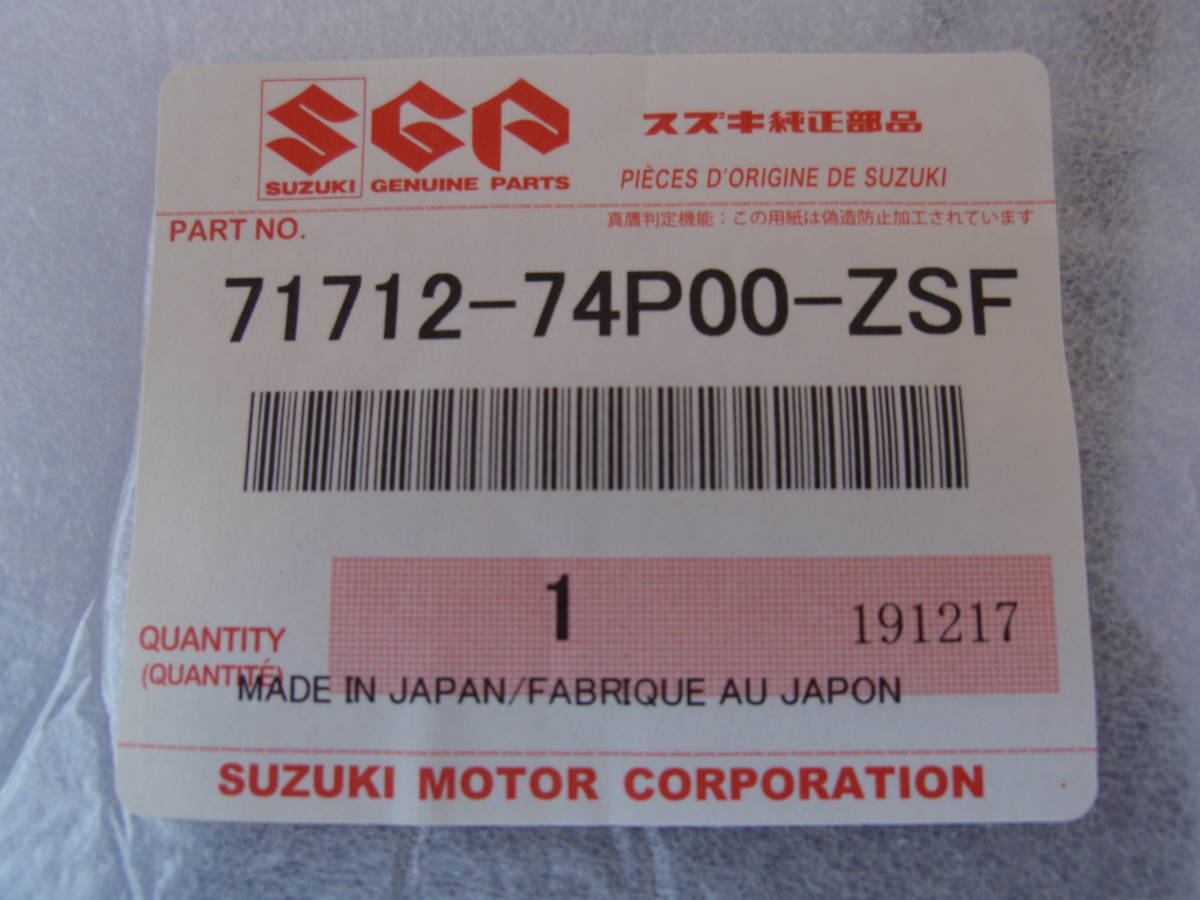 SGP
スズキ純正部品
SUZUKI GENUINE PARTS
PIÈCES D'ORIGINE DE SUZUKI
PART NO.
真贋判定機能：この用紙は偽造防止加工されています
71712-74P00-ZSF
1
191217
QUANTITY
(QUANTITÉ)
MADE IN JAPAN/FABRIQUE AU JAPON
SUZUKI MOTOR CORPORATION